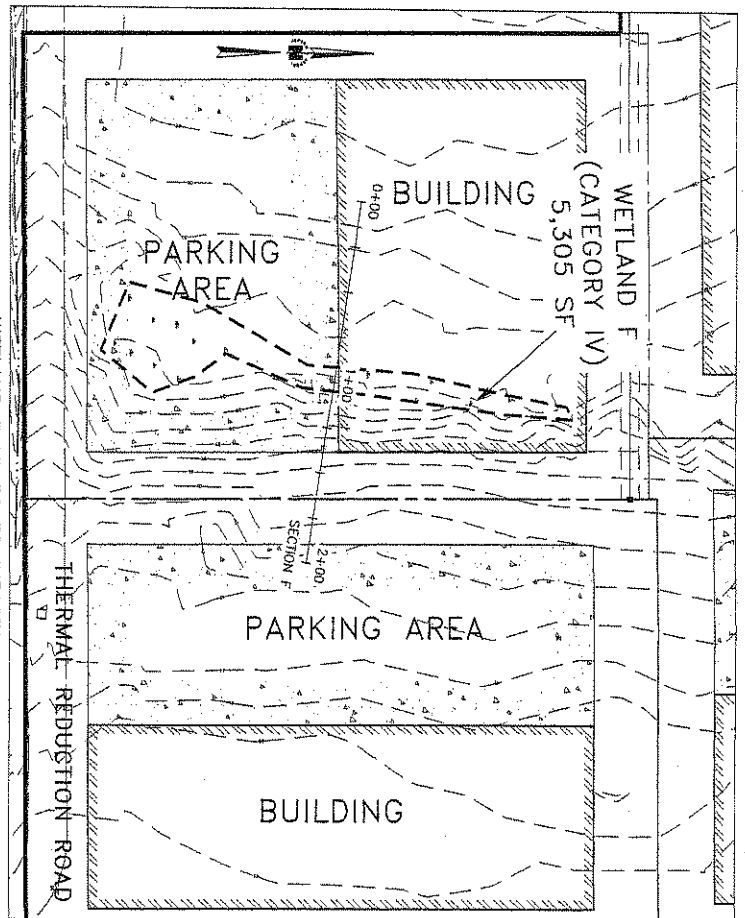 N
BUILDING
WETLAND F
(CATEGORY IV)
5,305 SF
0+00
PARKING
AREA
1+00
2+00
SECTION F
PARKING AREA
BUILDING
THERMAL REDUCTION ROAD